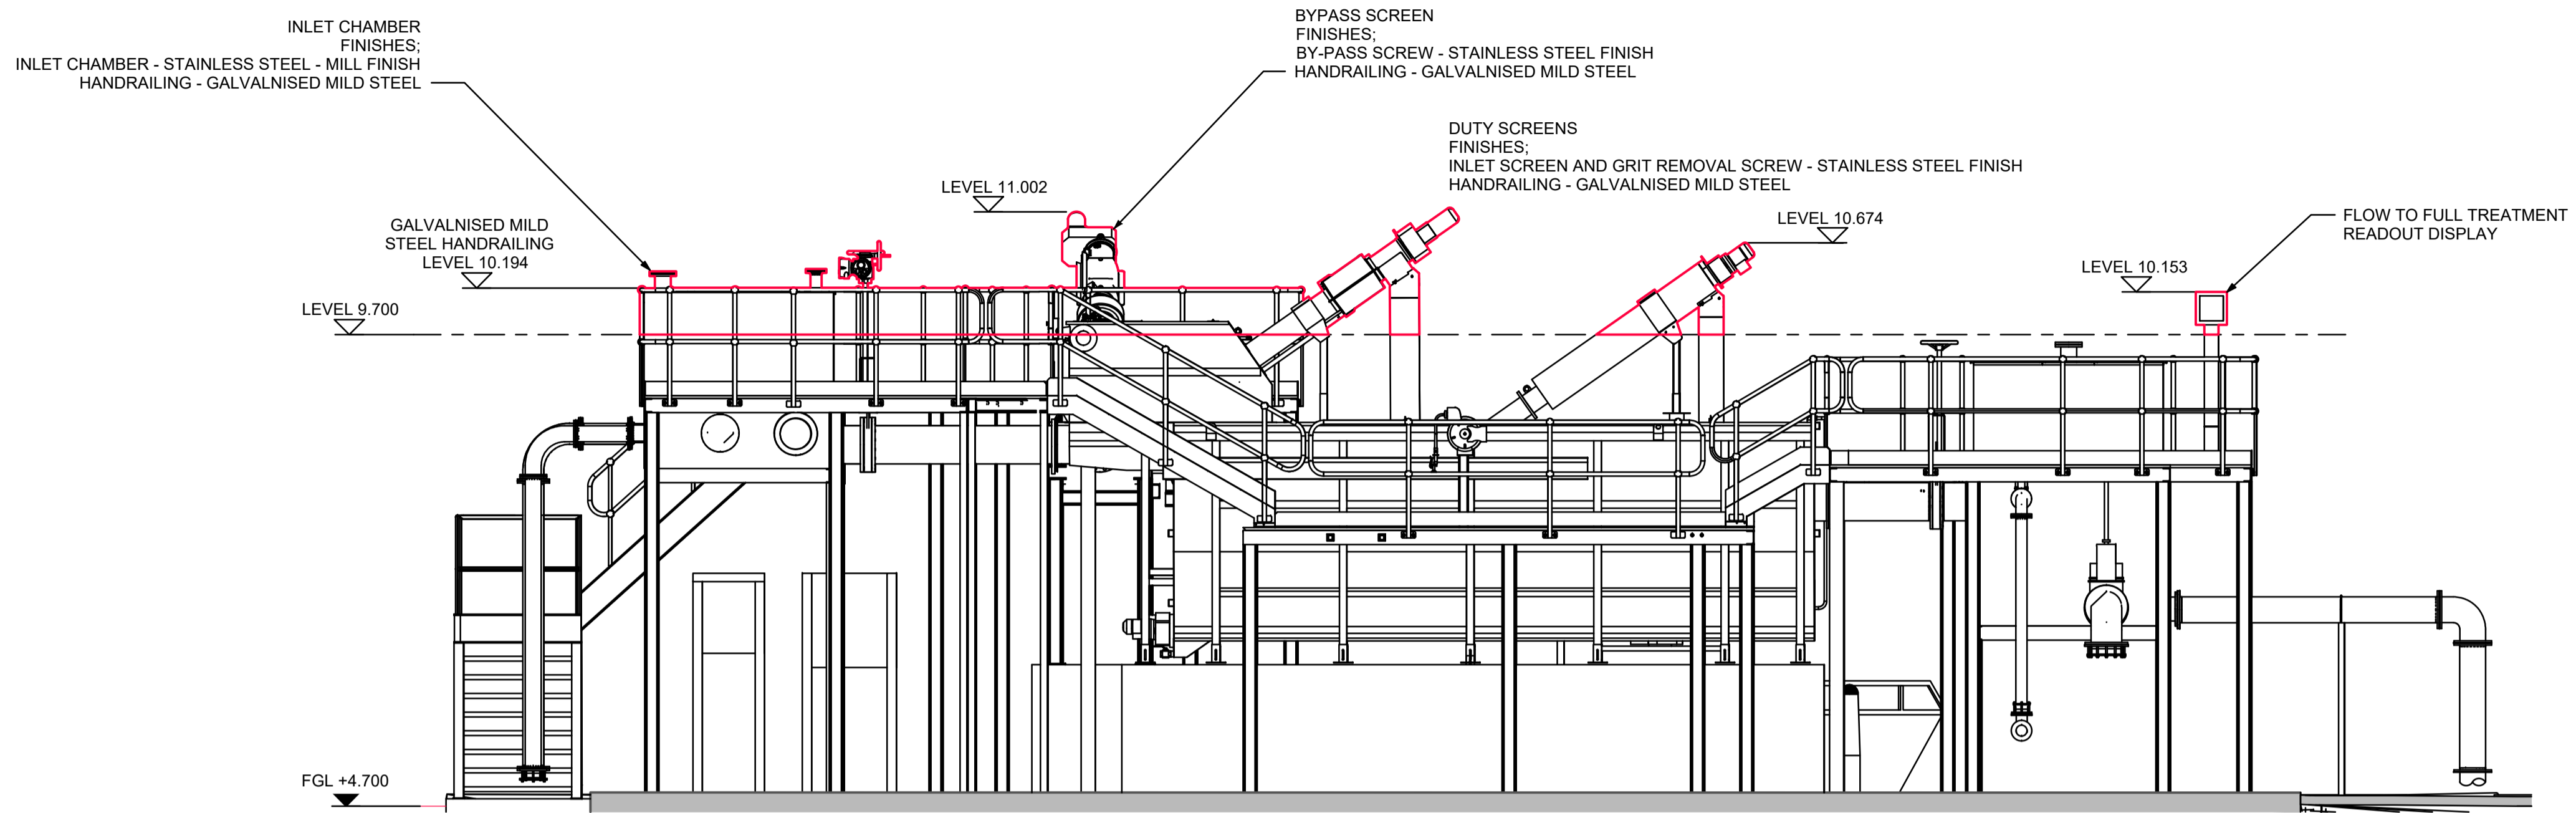 INLET CHAMBER
FINISHES;
INLET CHAMBER - STAINLESS STEEL - MILL FINISH
HANDRAILING - GALVALNISED MILD STEEL
BYPASS SCREEN
FINISHES;
BY-PASS SCREW - STAINLESS STEEL FINISH
HANDRAILING - GALVALNISED MILD STEEL
DUTY SCREENS
FINISHES;
INLET SCREEN AND GRIT REMOVAL SCREW - STAINLESS STEEL FINISH
HANDRAILING - GALVALNISED MILD STEEL
LEVEL 11.002
GALVALNISED MILD
STEEL HANDRAILING
LEVEL 10.194
LEVEL 10.674
FLOW TO FULL TREATMENT
READOUT DISPLAY
LEVEL 10.153
LEVEL 9.700
FGL +4.700